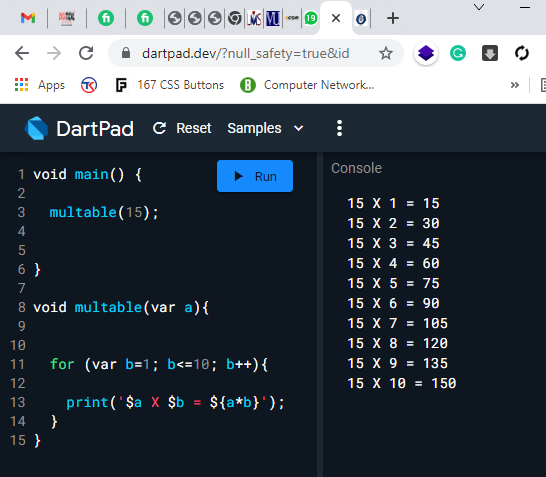 19
dartpad.dev/?null_safety=true&id
Apps
167 CSS Buttons
Computer Network...
»
DartPad
Reset
Samples
Run
1 void main() {
2
3 multable(15);
4
5
6 }
7
8 void multable(var a){
9
10
11 for (var b=1; b<=10; b++){
12
13 print('$a X $b = ${a*b}');
14 }
15 }
Console
15 X 1 = 15
15 X 2 = 30
15 X 3 = 45
15 X 4 = 60
15 X 5 = 75
15 X 6 = 90
15 X 7 = 105
15 X 8 = 120
15 X 9 = 135
15 X 10 = 150